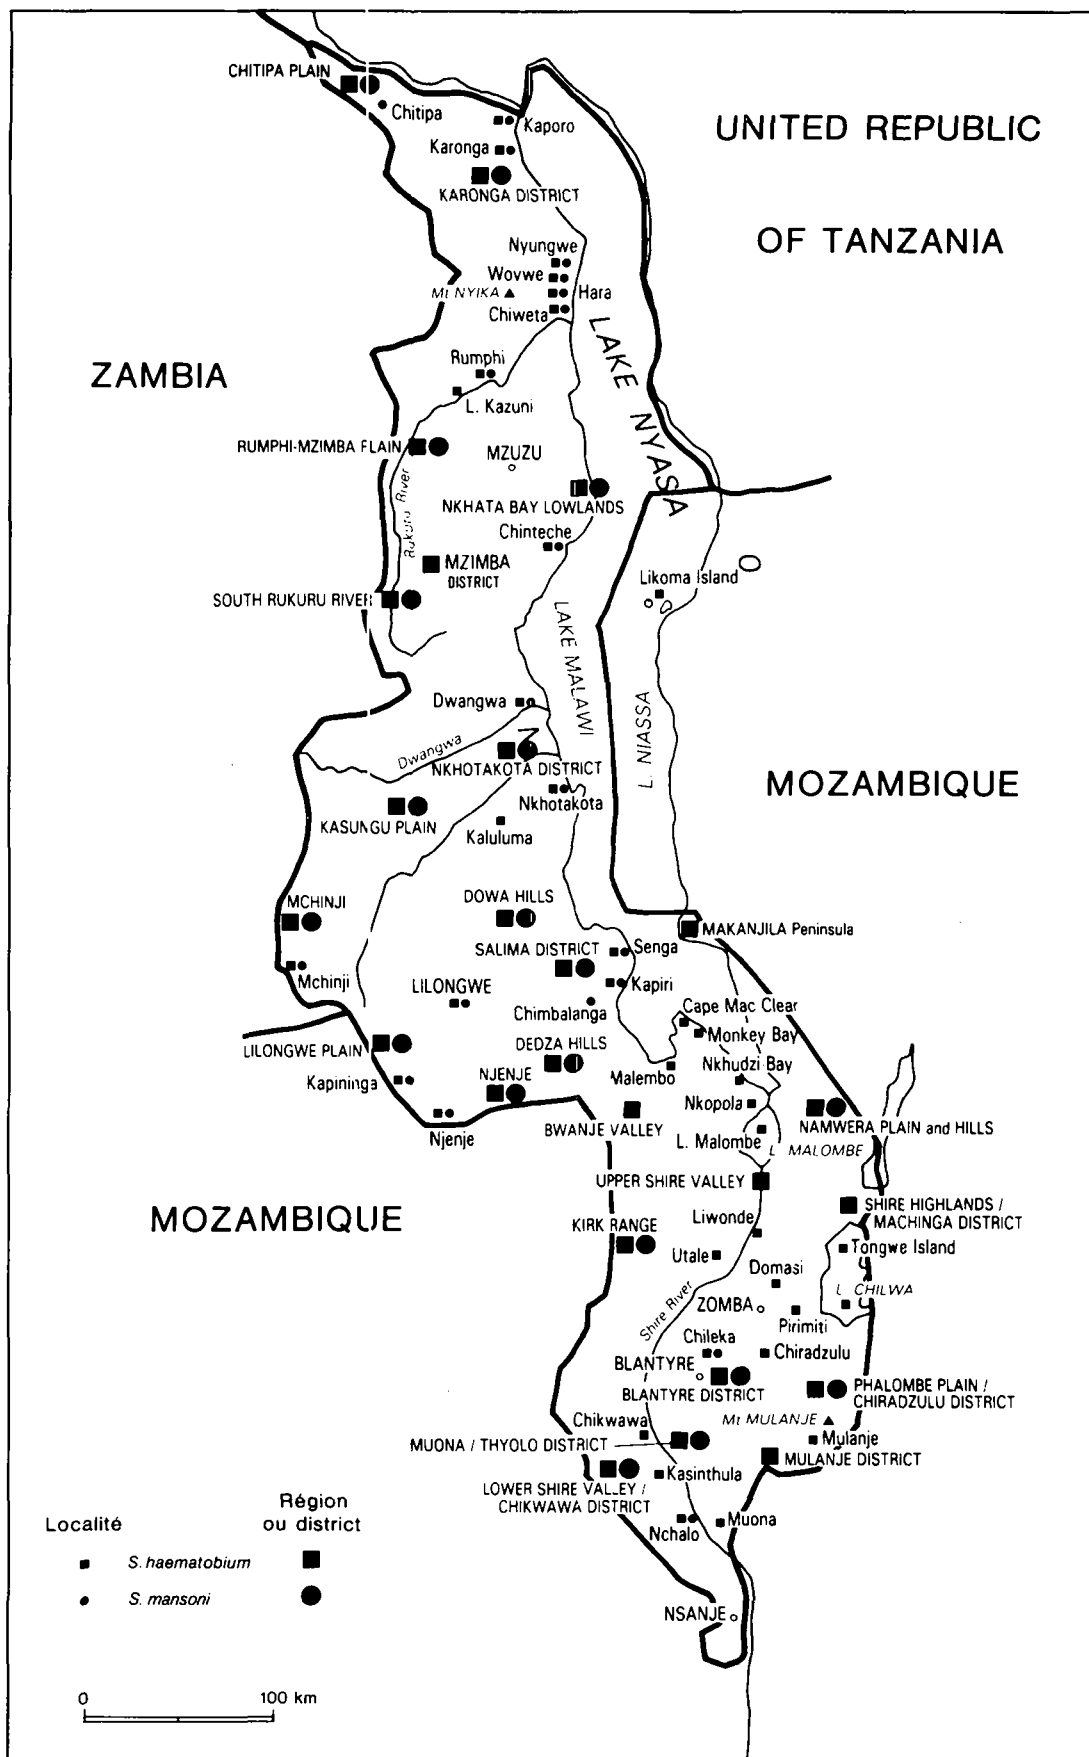 CHITIPA PLAIN
Chitipa
Kaporo
Karonga
KARONGA DISTRICT
UNITED REPUBLIC
OF TANZANIA
Nyungwe
Wovwe
Mt NYIKA
Hara
Chiweta
LAKE NYASA
ZAMBIA
Rumphi
L. Kazuni
RUMPHI-MZIMBA PLAIN
MZUZU
Rukuru River
NKHATA BAY LOWLANDS
Chinteche
MZIMBA
DISTRICT
SOUTH RUKURU RIVER
Likoma Island
O
LAKE MALAWI
L. NIASSA
Dwangwa
Dwangwa
NKHOTAKOTA DISTRICT
Nkhotakota
MOZAMBIQUE
KASUNGU PLAIN
Kaluluma
MCHINJI
DOWA HILLS
MAKANJILA Peninsula
SALIMA DISTRICT
Senga
Mchinji
Kapiri
LILONGWE
Chimbalanga
Cape Mac Clear
Monkey Bay
LILONGWE PLAIN
DEDZA HILLS
Nkhudzi Bay
Kapininga
NJENJE
Malembo
Nkopola
Njenje
BWANJE VALLEY
NAMWERA PLAIN and HILLS
L. Malombe
L. MALOMBE
UPPER SHIRE VALLEY
MOZAMBIQUE
SHIRE HIGHLANDS /
MACHINGA DISTRICT
Liwonde
KIRK RANGE
Utale
Tongwe Island
Domasi
L. CHILWA
Shire River
ZOMBA
Pirimiti
Chileka
Chiradzulu
BLANTYRE
BLANTYRE DISTRICT
PHALOMBE PLAIN /
CHIRADZULU DISTRICT
Mt MULANJE
Chikwawa
Mulanje
MUONA / THYOLO DISTRICT
MULANJE DISTRICT
Kasinthula
LOWER SHIRE VALLEY /
CHIKWAWA DISTRICT
Nchalo
Muona
NSANJE
Localité
Région
ou district
S. haematobium
S. mansoni
0 100 km